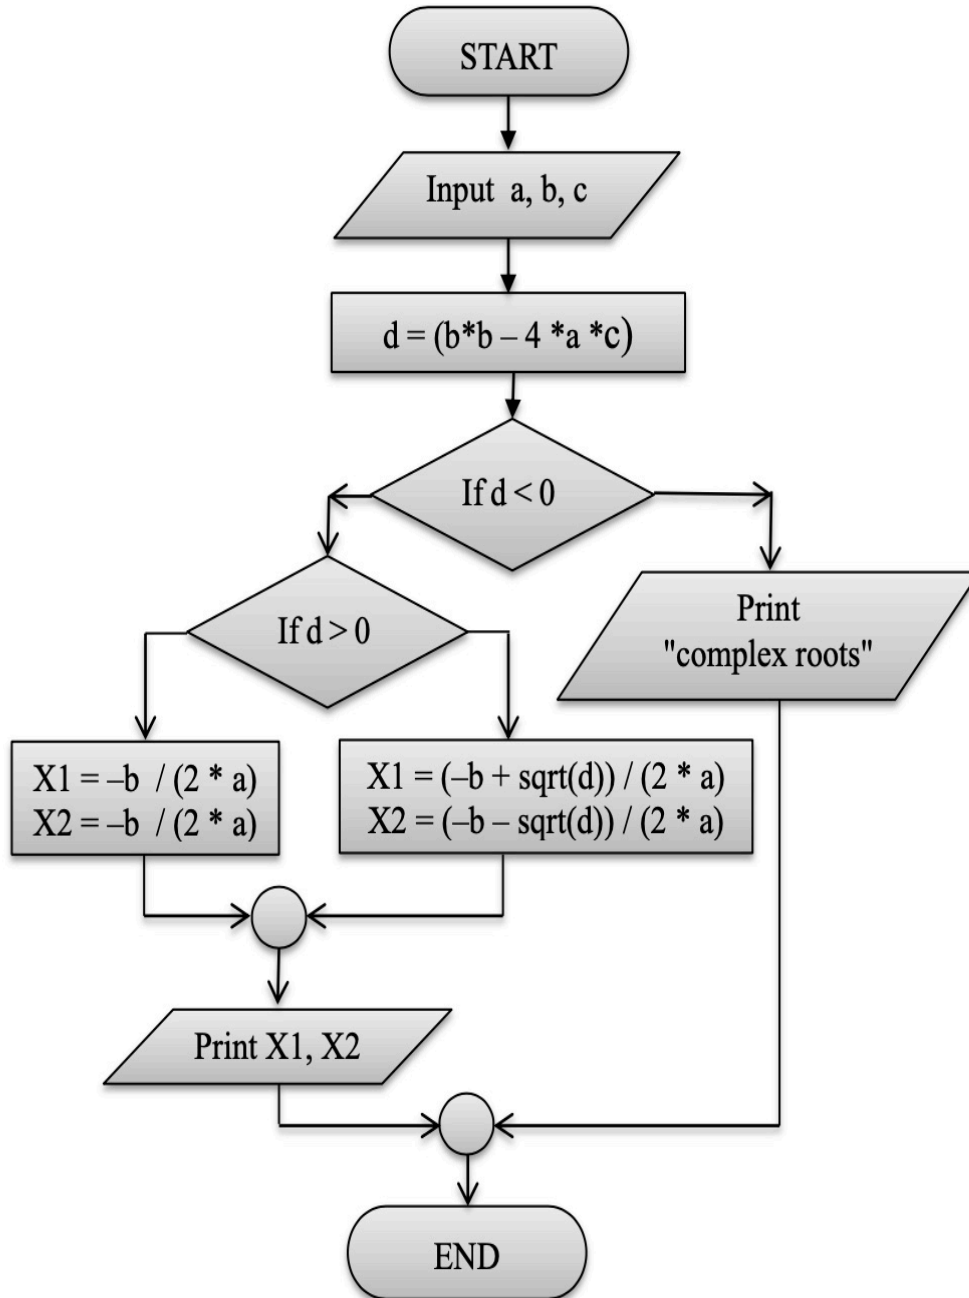 START
Input a, b, c
d = (b*b – 4 *a *c)
If d < 0
If d > 0
Print
"complex roots"
X1 = –b / (2 * a)
X2 = –b / (2 * a)
X1 = (–b + sqrt(d)) / (2 * a)
X2 = (–b – sqrt(d)) / (2 * a)
Print X1, X2
END